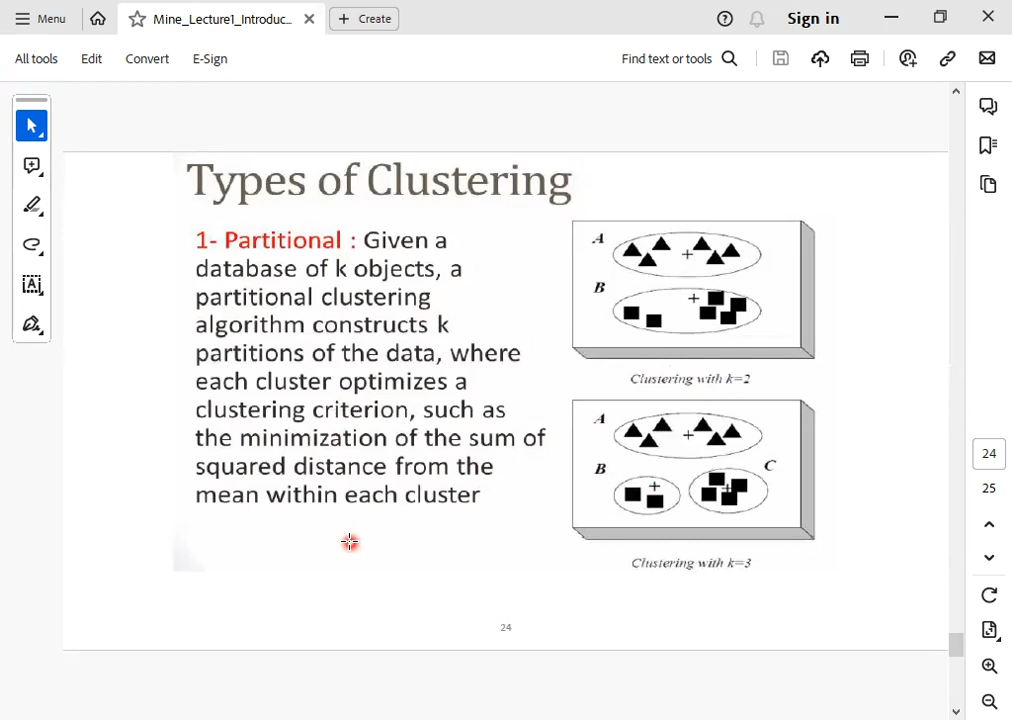 Menu
Mine_Lecture1_Introduc...
Create
Sign in
All tools
Edit
Convert
E-Sign
Find text or tools
Types of Clustering
1- Partitional : Given a
database of k objects, a
partitional clustering
algorithm constructs k
partitions of the data, where
each cluster optimizes a
clustering criterion, such as
the minimization of the sum of
squared distance from the
mean within each cluster
A
B
Clustering with k=2
A
B
C
Clustering with k=3
24
24
25